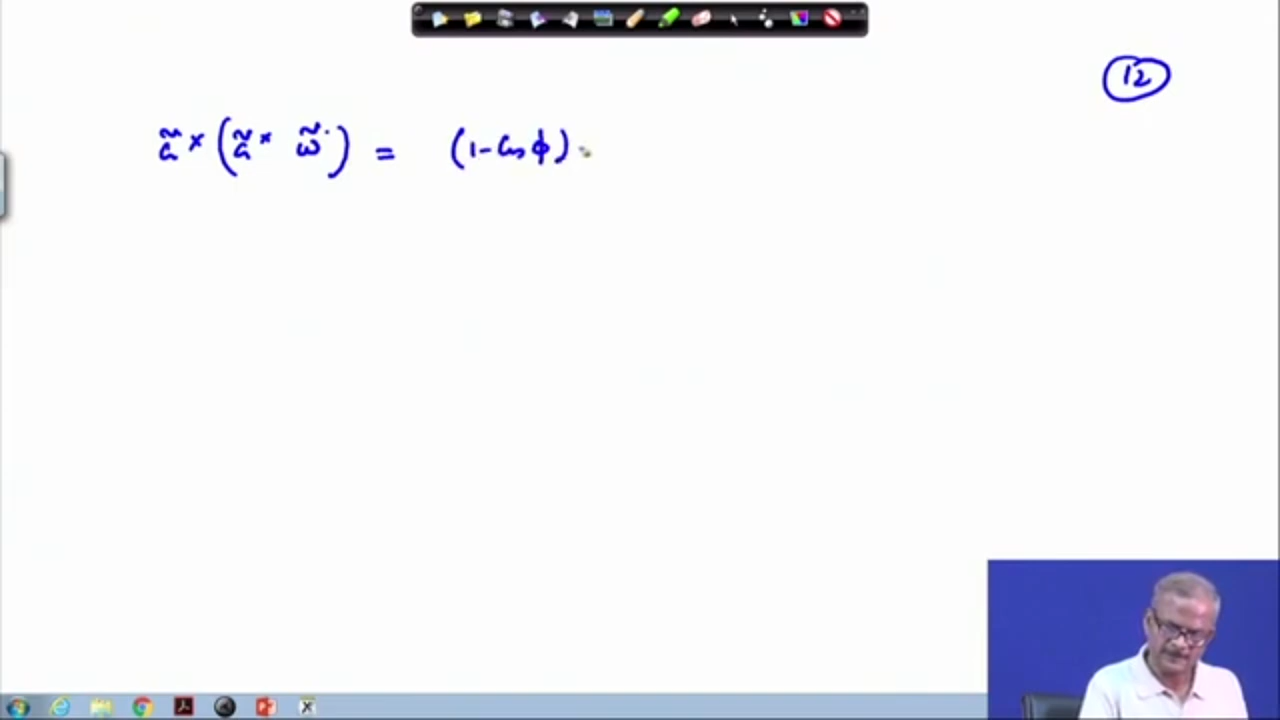 12
ã × (ã × ω̃) = (1 - Cos ϕ)